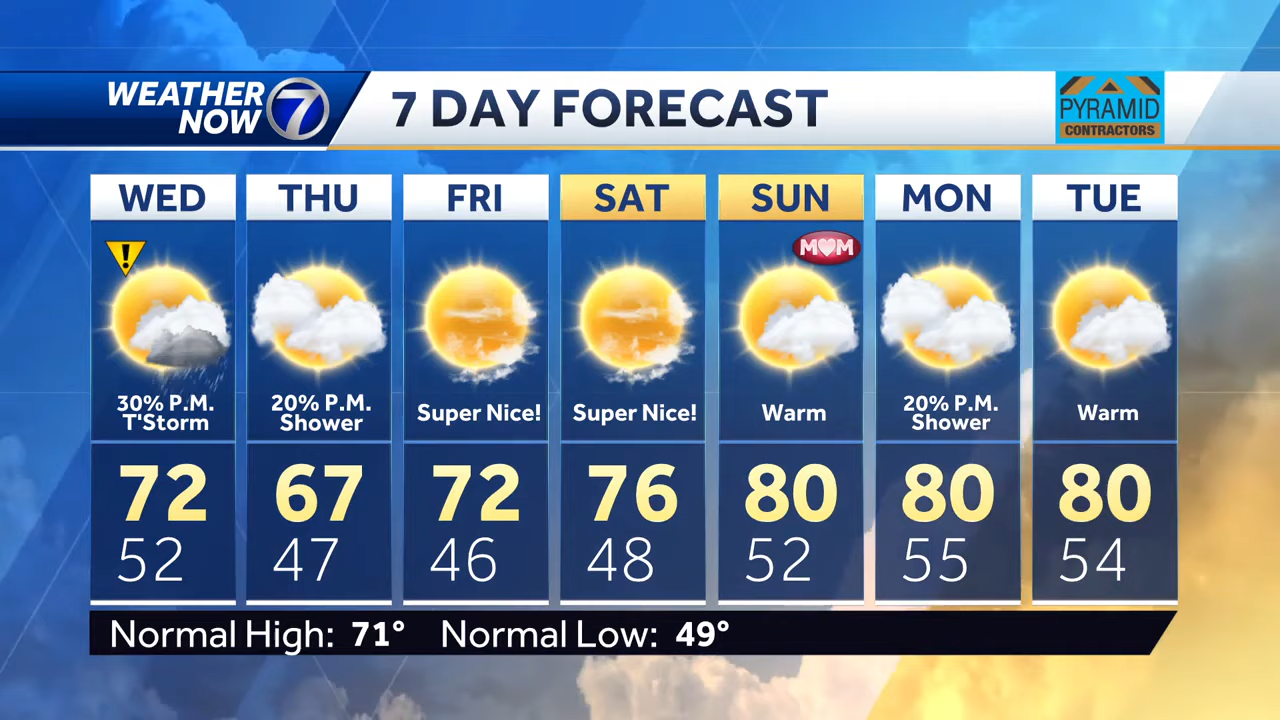 WEATHER
NOW
7
7 DAY FORECAST
PYRAMID
CONTRACTORS
WED
THU
FRI
SAT
SUN
MON
TUE
!
M♥M
30% P.M.
T'Storm
20% P.M.
Shower
Super Nice!
Super Nice!
Warm
20% P.M.
Shower
Warm
72
67
72
76
80
80
80
52
47
46
48
52
55
54
Normal High: 71° Normal Low: 49°